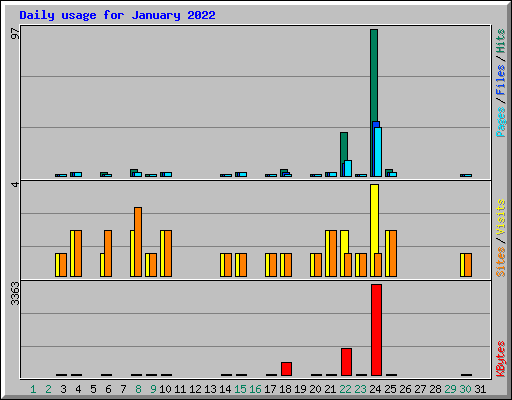 Daily usage for January 2022
97
4
3363
Pages / Files / Hits
Sites / Visits
KBytes
1 2 3 4 5 6 7 8 9 10 11 12 13 14 15 16 17 18 19 20 21 22 23 24 25 26 27 28 29 30 31